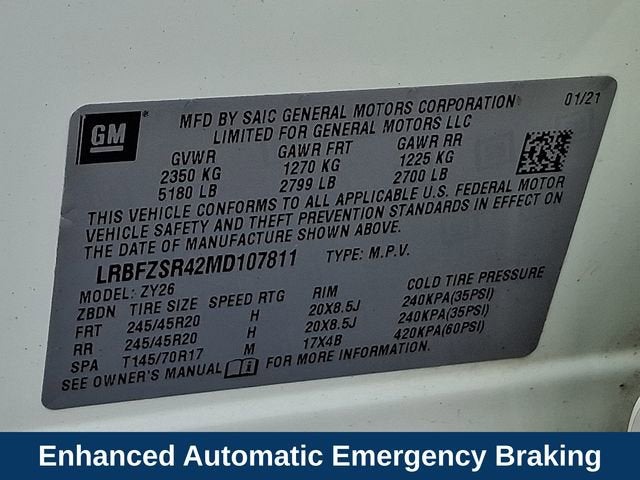 GM
MFD BY SAIC GENERAL MOTORS CORPORATION 01/21
LIMITED FOR GENERAL MOTORS LLC
GVWR GAWR FRT GAWR RR
2350 KG 1270 KG 1225 KG
5180 LB 2799 LB 2700 LB
THIS VEHICLE CONFORMS TO ALL APPLICABLE U.S. FEDERAL MOTOR
VEHICLE SAFETY AND THEFT PREVENTION STANDARDS IN EFFECT ON
THE DATE OF MANUFACTURE SHOWN ABOVE.
LRBFZSR42MD107811 TYPE: M.P.V.
MODEL: ZY26
ZBDN TIRE SIZE SPEED RTG RIM COLD TIRE PRESSURE
FRT 245/45R20 H 20X8.5J 240KPA(35PSI)
RR 245/45R20 H 20X8.5J 240KPA(35PSI)
SPA T145/70R17 M 17X4B 420KPA(60PSI)
SEE OWNER'S MANUAL FOR MORE INFORMATION.
Enhanced Automatic Emergency Braking